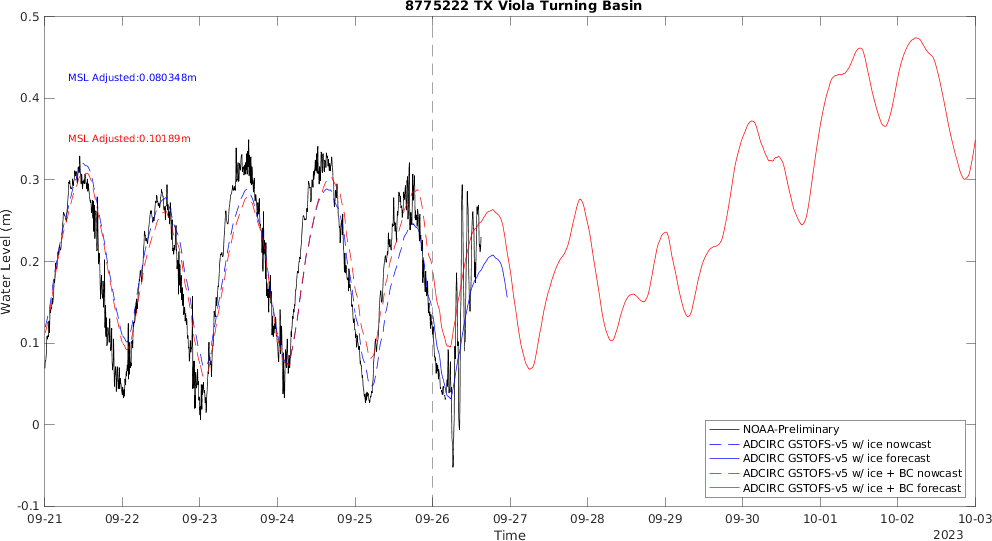 8775222 TX Viola Turning Basin
0.5
0.4
0.3
0.2
0.1
0
-0.1
Water Level (m)
MSL Adjusted:0.080348m
MSL Adjusted:0.10189m
NOAA-Preliminary
ADCIRC GSTOFS-v5 w/ ice nowcast
ADCIRC GSTOFS-v5 w/ ice forecast
ADCIRC GSTOFS-v5 w/ ice + BC nowcast
ADCIRC GSTOFS-v5 w/ ice + BC forecast
09-21 09-22 09-23 09-24 09-25 09-26 09-27 09-28 09-29 09-30 10-01 10-02 10-03
Time
2023